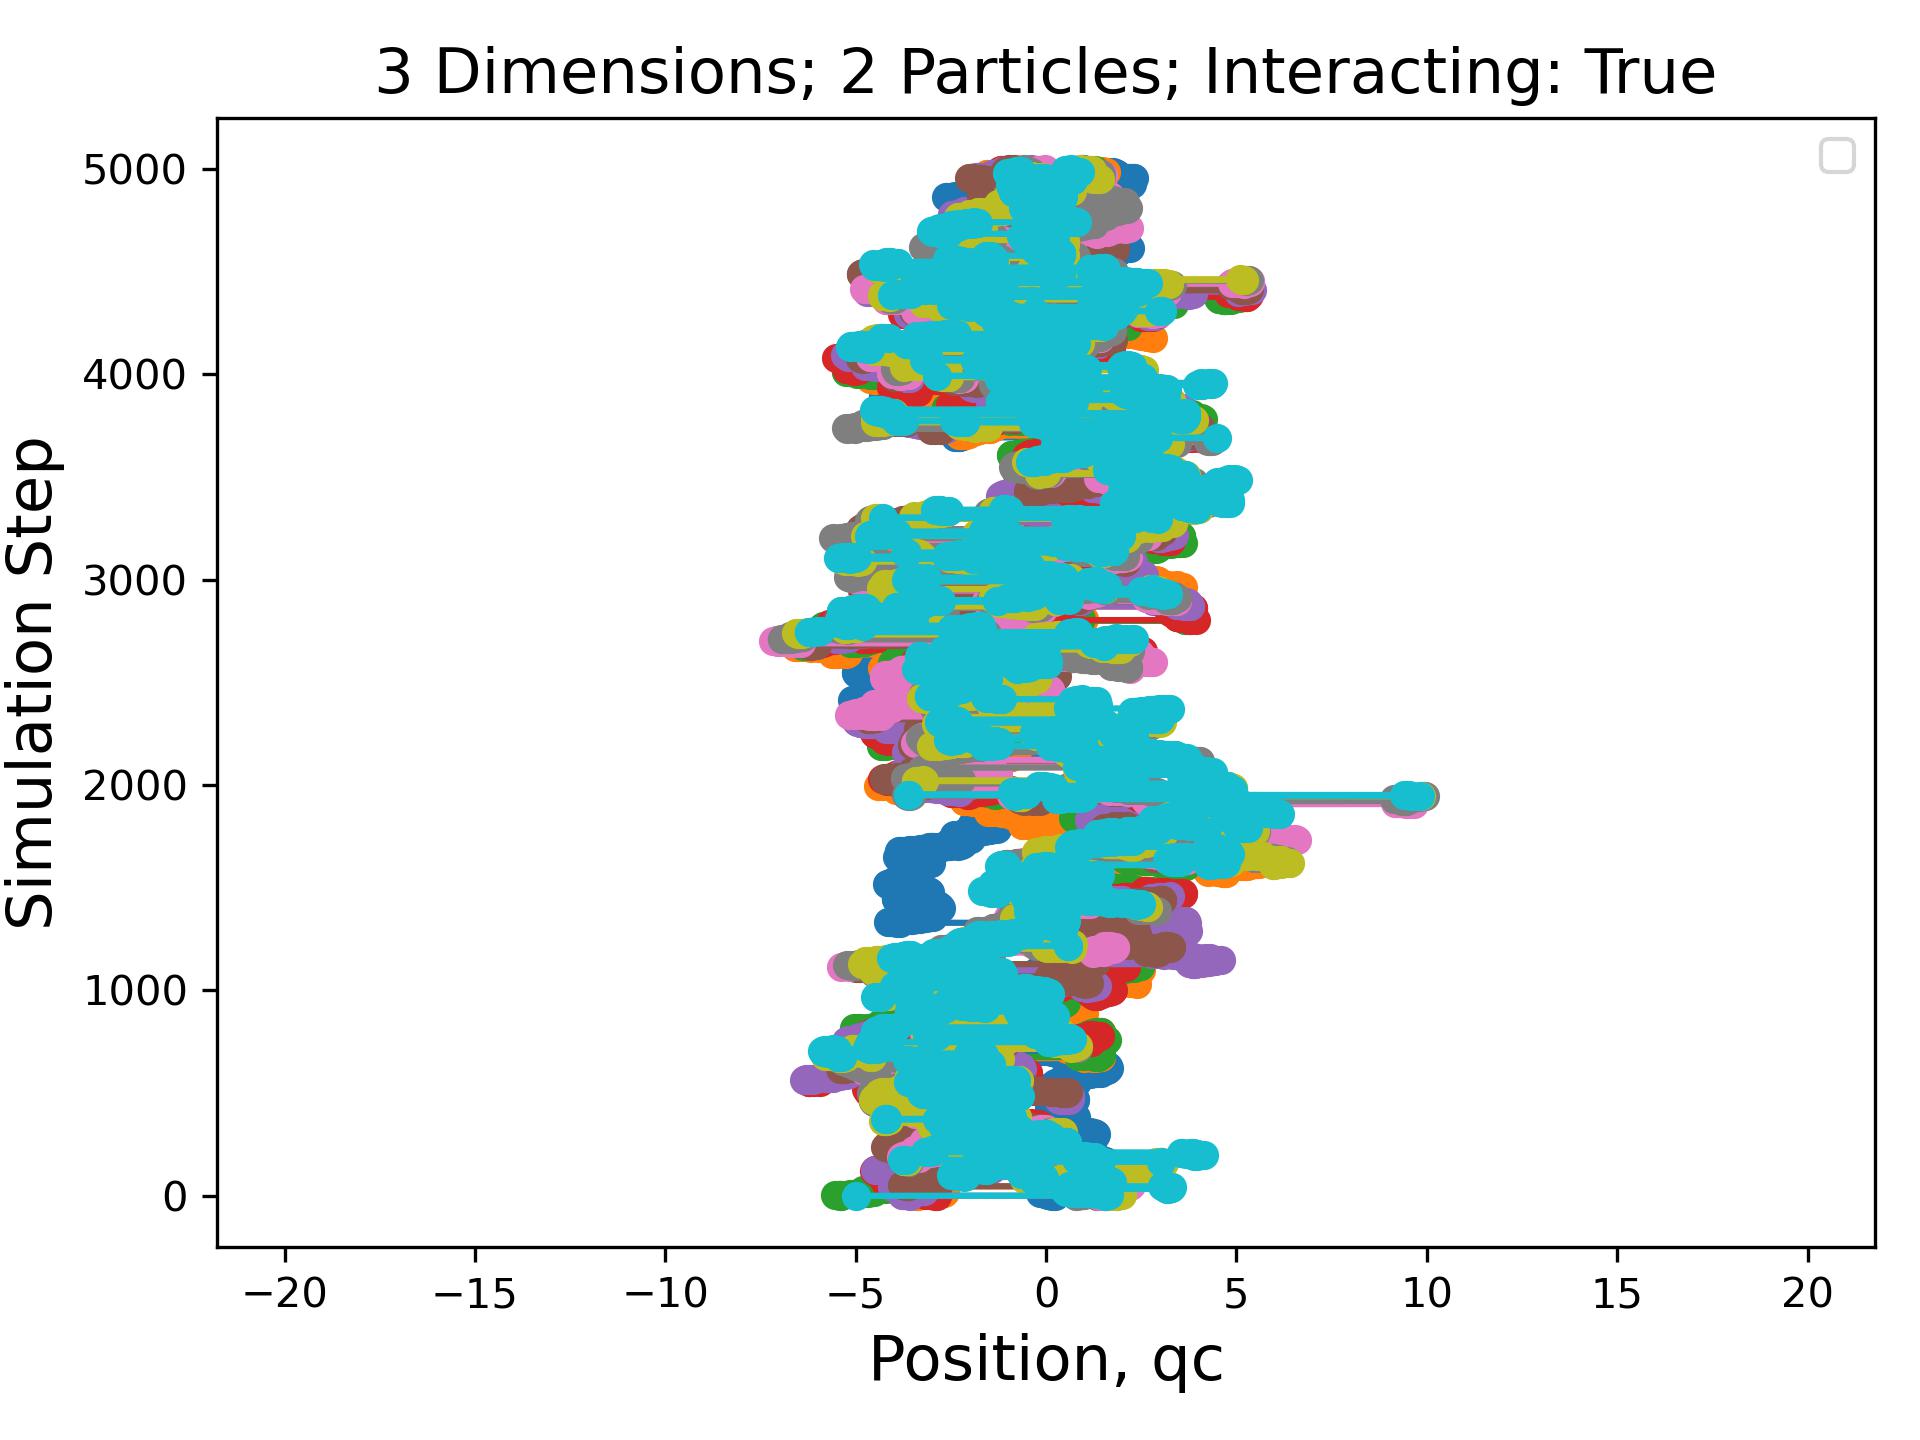 3 Dimensions; 2 Particles; Interacting: True
Simulation Step
5000
4000
3000
2000
1000
0
−20 −15 −10 −5 0 5 10 15 20
Position, qc